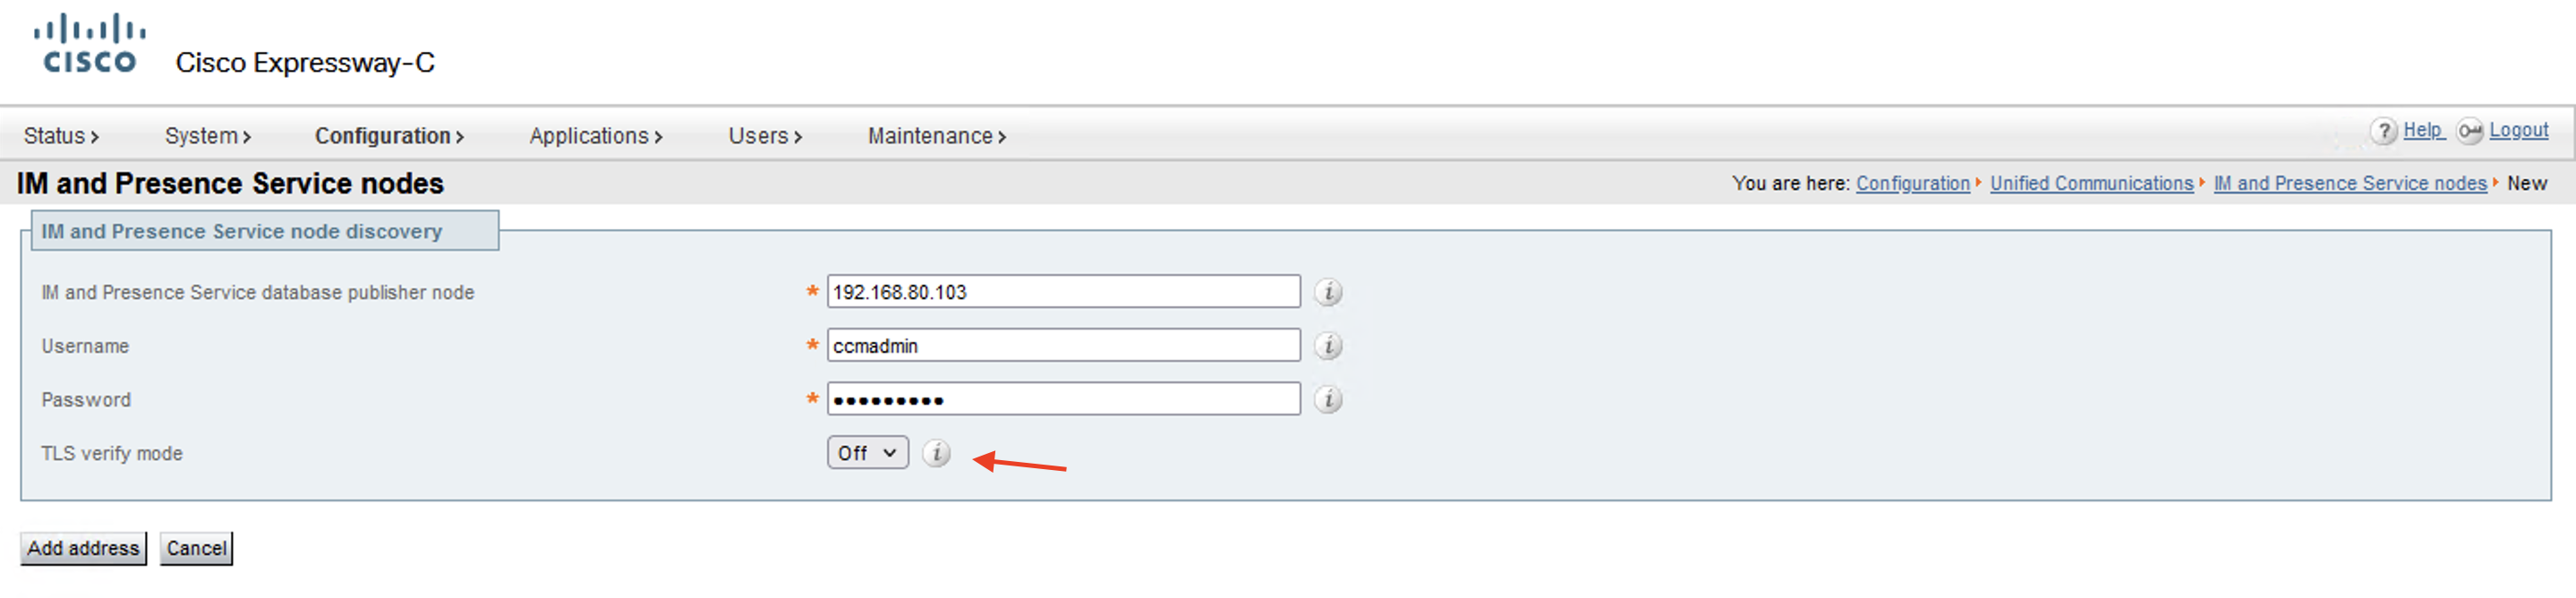 CISCO
Cisco Expressway-C
Status› System› Configuration› Applications› Users› Maintenance› ? Help Logout
IM and Presence Service nodes You are here: Configuration Unified Communications IM and Presence Service nodes New
IM and Presence Service node discovery
IM and Presence Service database publisher node * 192.168.80.103 i
Username * ccmadmin i
Password * ••••••••• i
TLS verify mode Off i
Add address Cancel